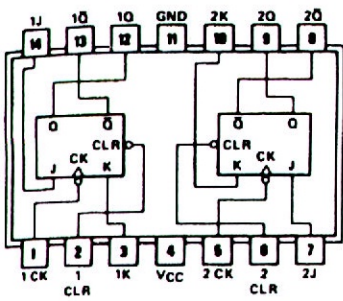 1J 1Q̅ 1Q GND 2K 2Q 2Q̅
14 13 12 11 10 9 8
Q Q̅ Q̅ Q
CLR CLR
CK CK
J K K J
1 2 3 4 5 6 7
1 CK 1 1K VCC 2 CK 2 2J
CLR CLR